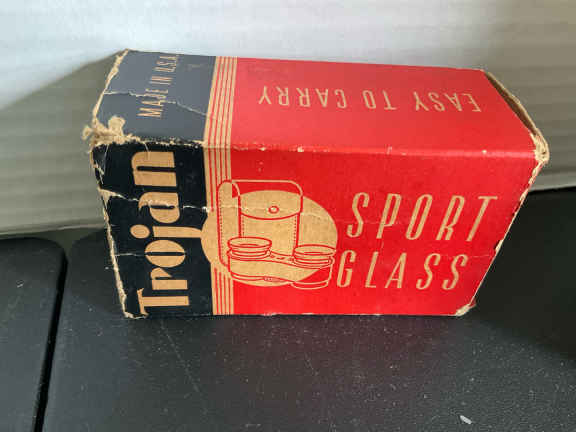 MADE IN U.S.A.
EASY TO CARRY
Trojan
SPORT
GLASS